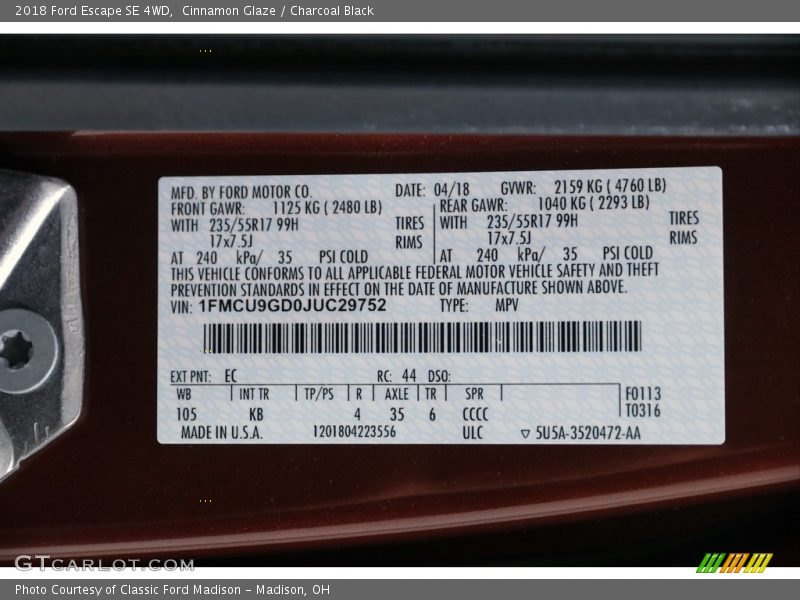 2018 Ford Escape SE 4WD,  Cinnamon Glaze / Charcoal Black
MFD. BY FORD MOTOR CO. DATE: 04/18 GVWR: 2159 KG ( 4760 LB)
FRONT GAWR: 1125 KG ( 2480 LB) REAR GAWR: 1040 KG ( 2293 LB)
WITH 235/55R17 99H TIRES WITH 235/55R17 99H TIRES
17x7.5J RIMS 17x7.5J RIMS
AT 240 kPa/ 35 PSI COLD AT 240 kPa/ 35 PSI COLD
THIS VEHICLE CONFORMS TO ALL APPLICABLE FEDERAL MOTOR VEHICLE SAFETY AND THEFT
PREVENTION STANDARDS IN EFFECT ON THE DATE OF MANUFACTURE SHOWN ABOVE.
VIN: 1FMCU9GD0JUC29752 TYPE: MPV
EXT PNT: EC RC: 44 DSO:
WB INT TR TP/PS R AXLE TR SPR F0113
105 KB 4 35 6 CCCC T0316
MADE IN U.S.A. 1201804223556 ULC ▽ 5U5A-3520472-AA
GTCARLOT.COM
Photo Courtesy of Classic Ford Madison - Madison, OH